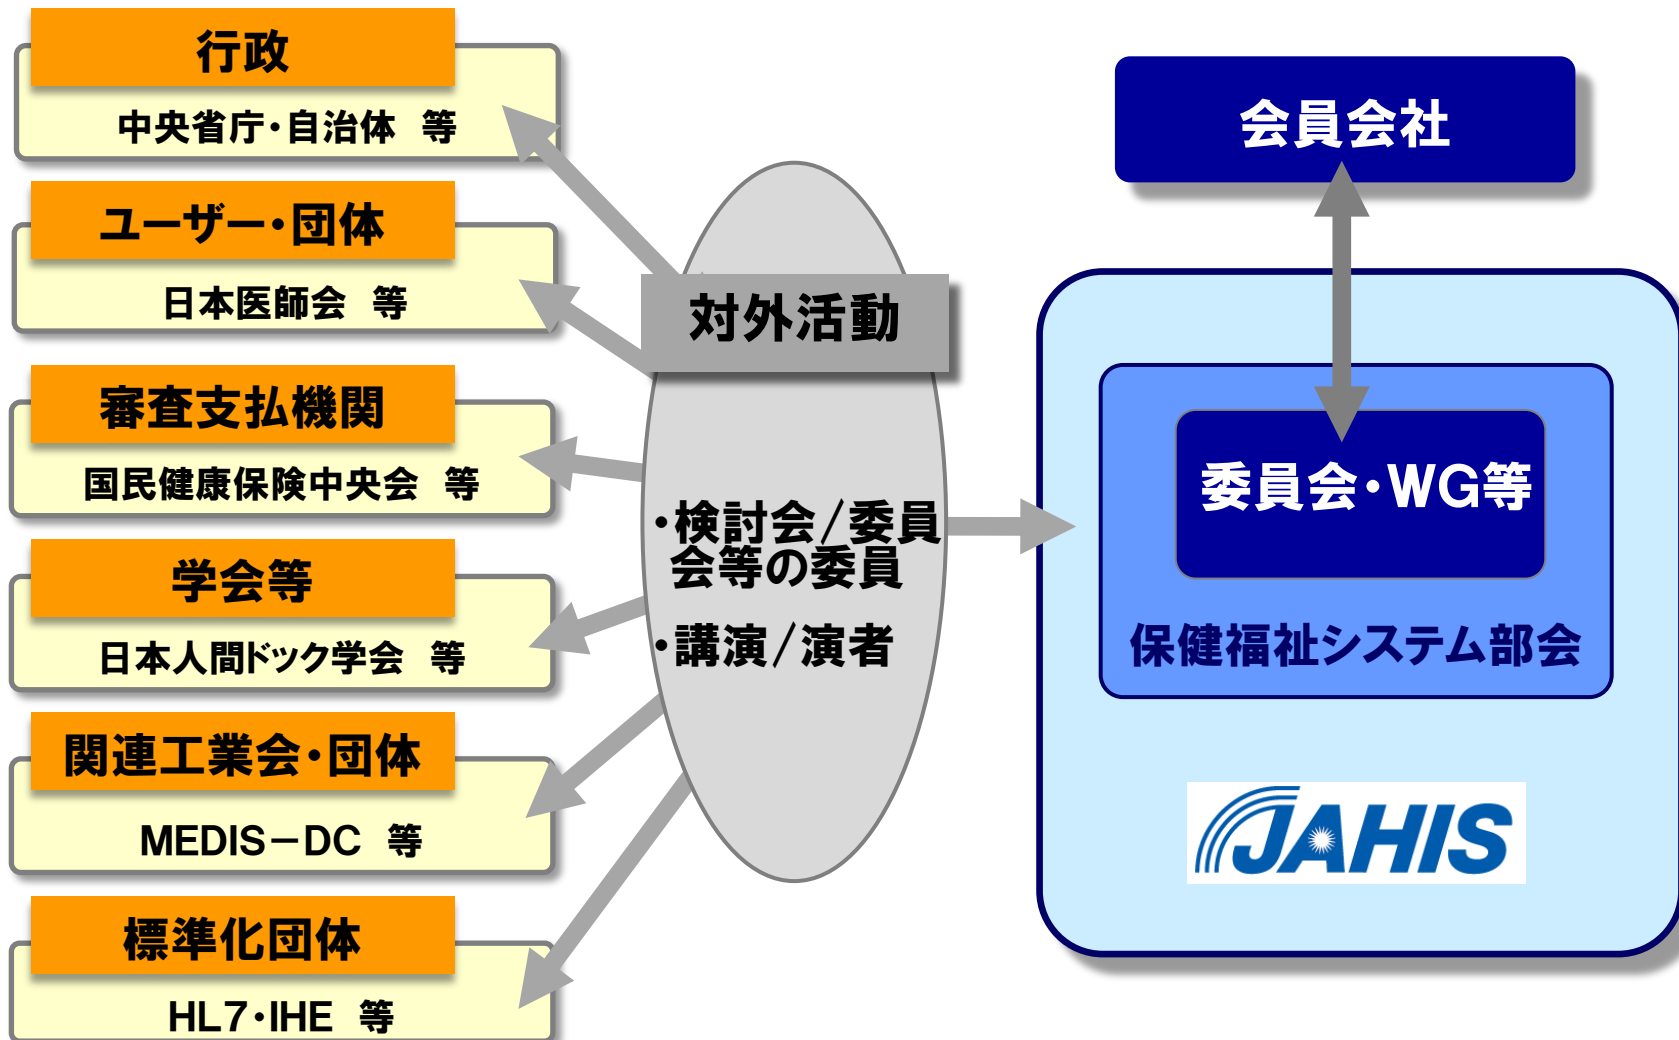 行政
中央省庁・自治体　等
ユーザー・団体
日本医師会　等
審査支払機関
国民健康保険中央会　等
学会等
日本人間ドック学会　等
関連工業会・団体
MEDIS－DC　等
標準化団体
HL7・IHE　等
対外活動
・検討会/委員
会等の委員
・講演/演者
会員会社
委員会・WG等
保健福祉システム部会
JAHIS